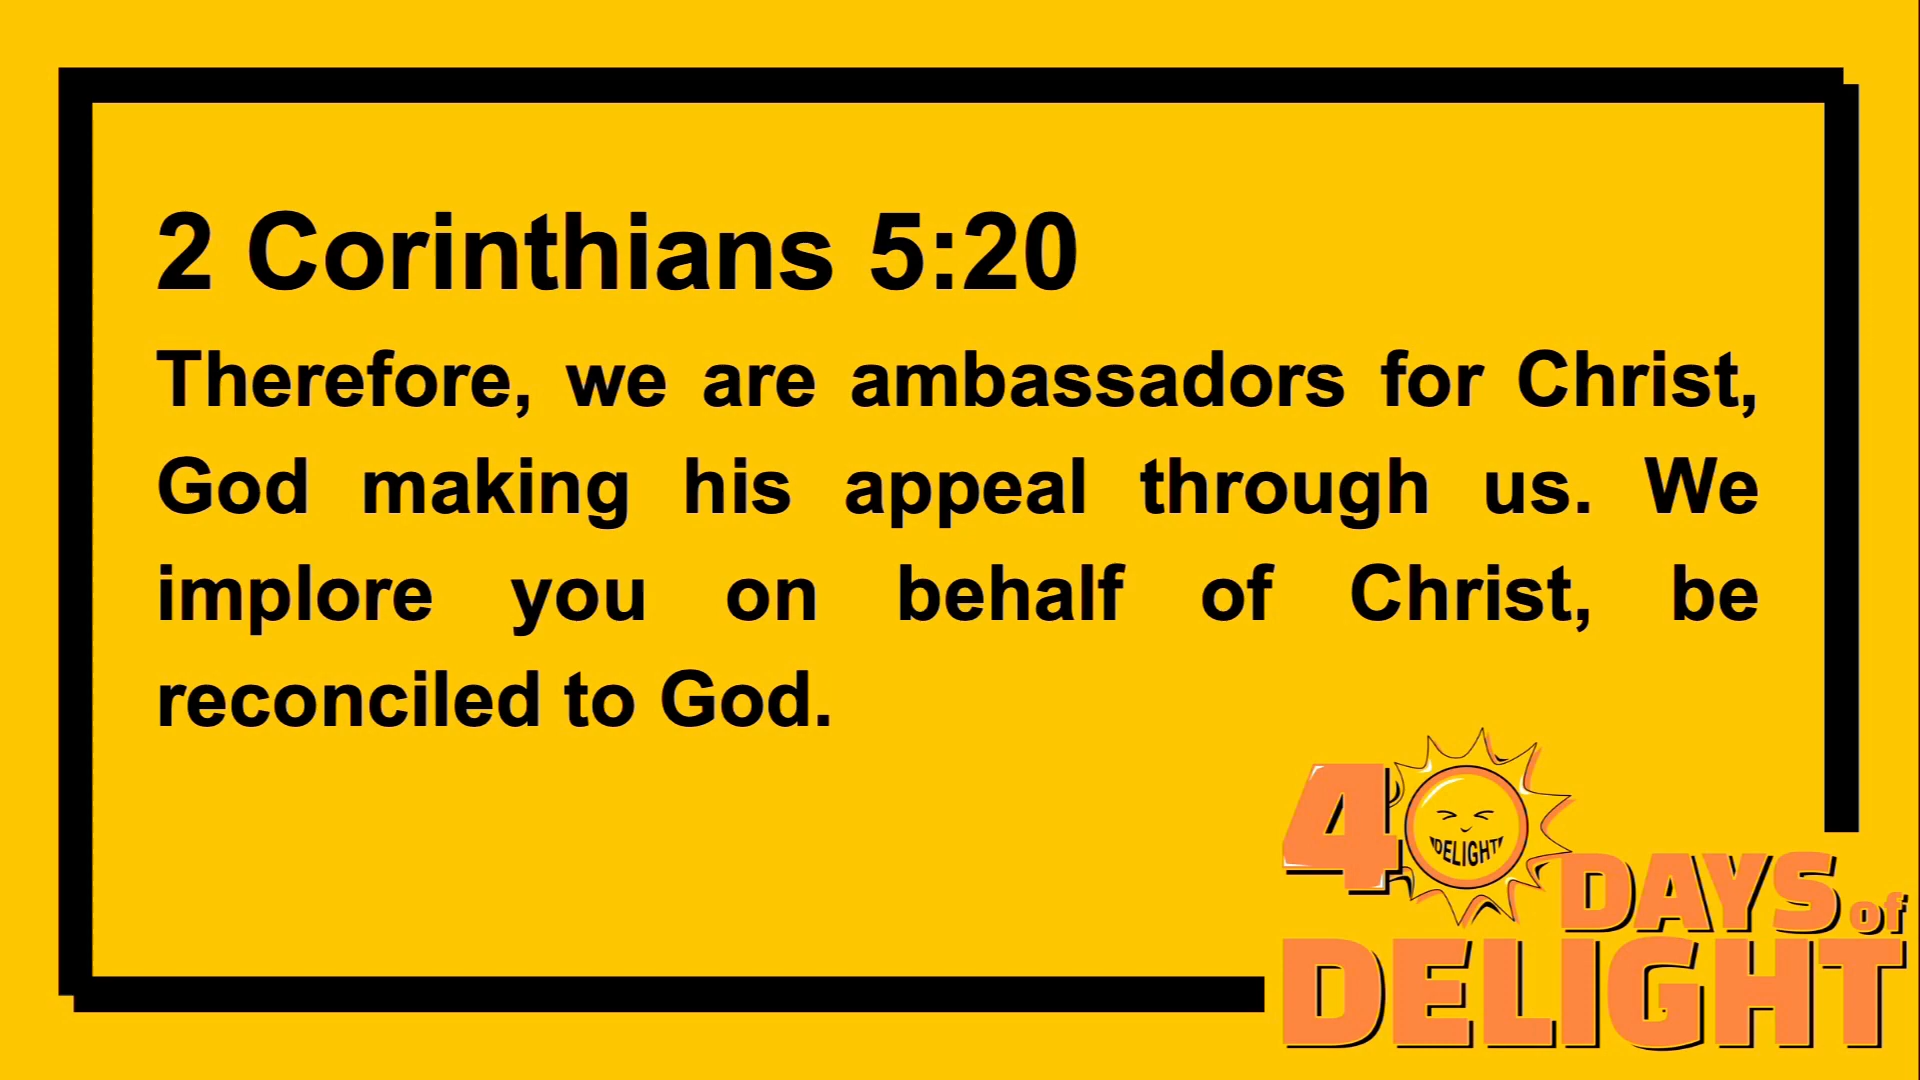 2 Corinthians 5:20
Therefore, we are ambassadors for Christ,
God making his appeal through us. We
implore you on behalf of Christ, be
reconciled to God.
40
DELIGHT
DAYS of
DELIGHT